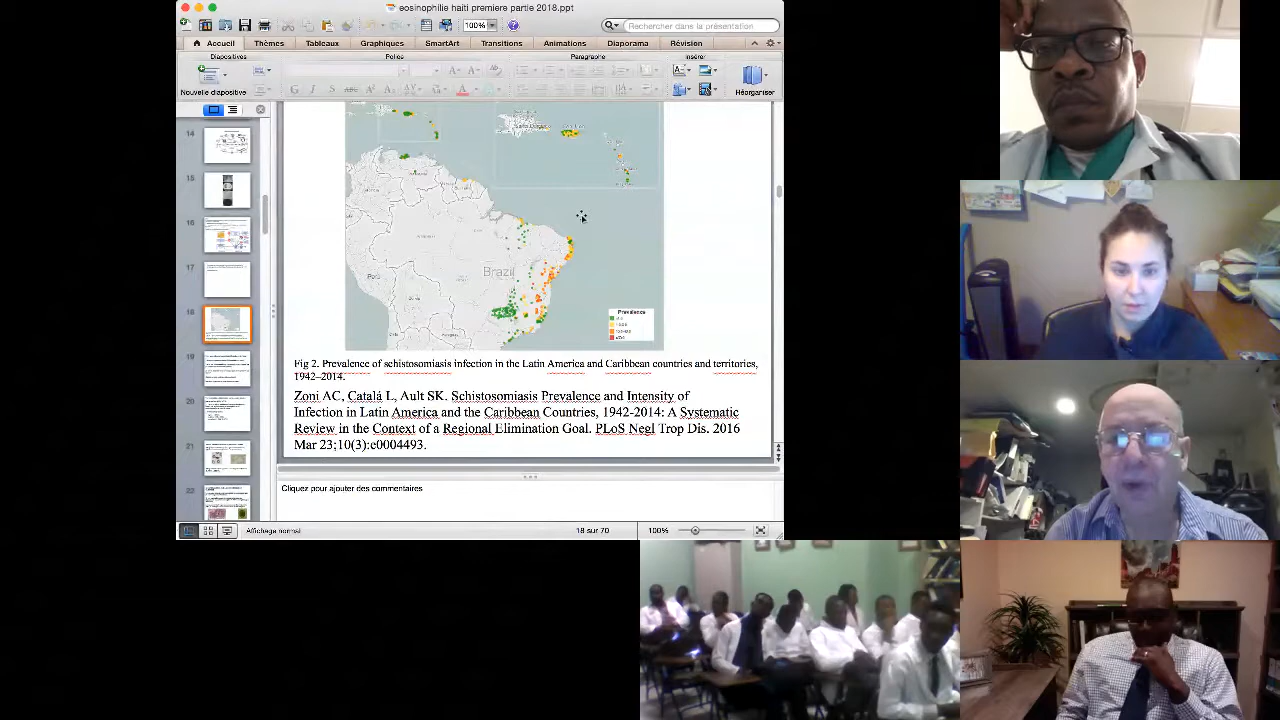 eosinophilie haiti premiere partie 2018.ppt
100%
Rechercher dans la présentation
Accueil
Thèmes
Tableaux
Graphiques
SmartArt
Transitions
Animations
Diaporama
Révision
Diapositives
Police
Paragraphe
Insérer
Nouvelle diapositive
Réorganiser
14
15
16
17
18
19
20
21
22
Brazil
Peru
Prevalence
Fig 2. Prevalence of schistosomiasis infection in the Latin America and Caribbean countries and territories,
1942–2014.
Zoni AC, Catalá L, Ault SK. Schistosomiasis Prevalence and Intensity of
Infection in Latin America and the Caribbean Countries, 1942-2014: A Systematic
Review in the Context of a Regional Elimination Goal. PLoS Negl Trop Dis. 2016
Mar 23;10(3):e0004493.
Cliquez pour ajouter des commentaires
Affichage normal
18 sur 70
100%